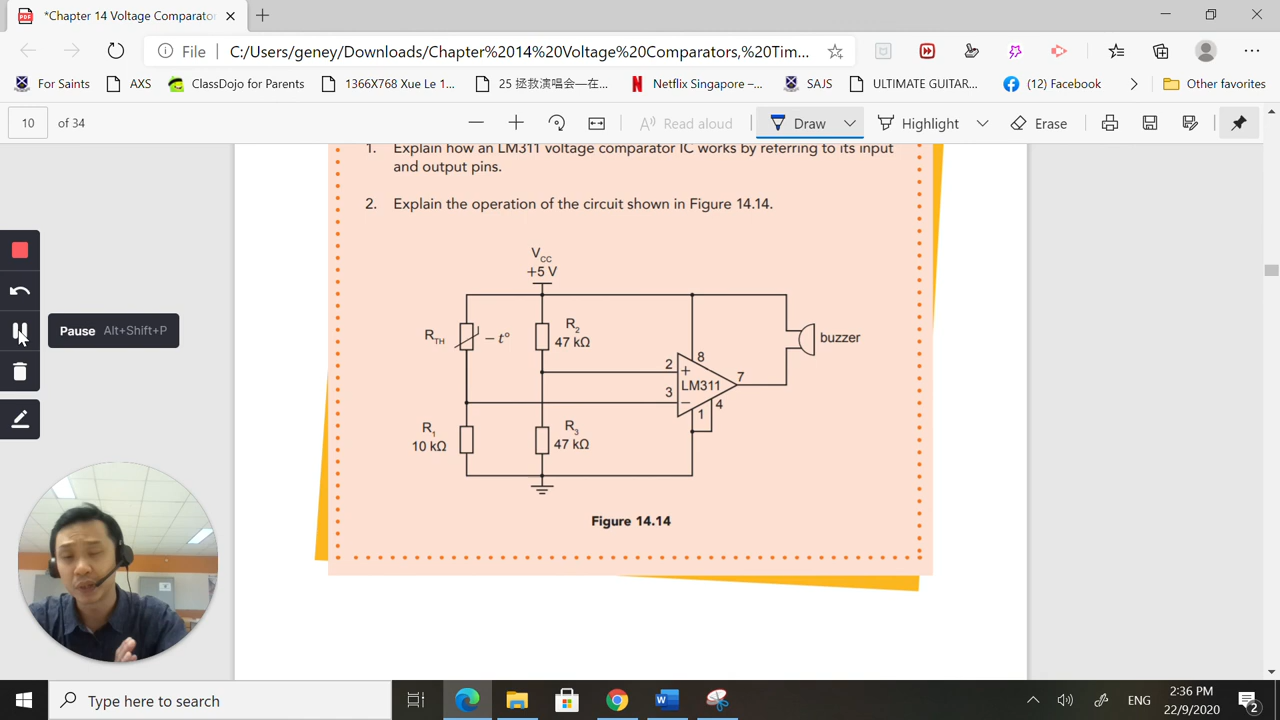 *Chapter 14 Voltage Comparato
File C:/Users/geney/Downloads/Chapter%2014%20Voltage%20Comparators,%20Tim...
For Saints AXS ClassDojo for Parents 1366X768 Xue Le 1... 25 拯救演唱会—在... Netflix Singapore –... SAJS ULTIMATE GUITAR... (12) Facebook Other favorites
10 of 34 Read aloud Draw Highlight Erase
1. Explain how an LM311 voltage comparator IC works by referring to its input
and output pins.
2. Explain the operation of the circuit shown in Figure 14.14.
VCC
+5 V
RTH – t°
R2
47 kΩ
buzzer
Pause Alt+Shift+P
8
2 +
LM311
7
3 –
1
4
R1
10 kΩ
R3
47 kΩ
Figure 14.14
Type here to search
ENG
2:36 PM
22/9/2020
2